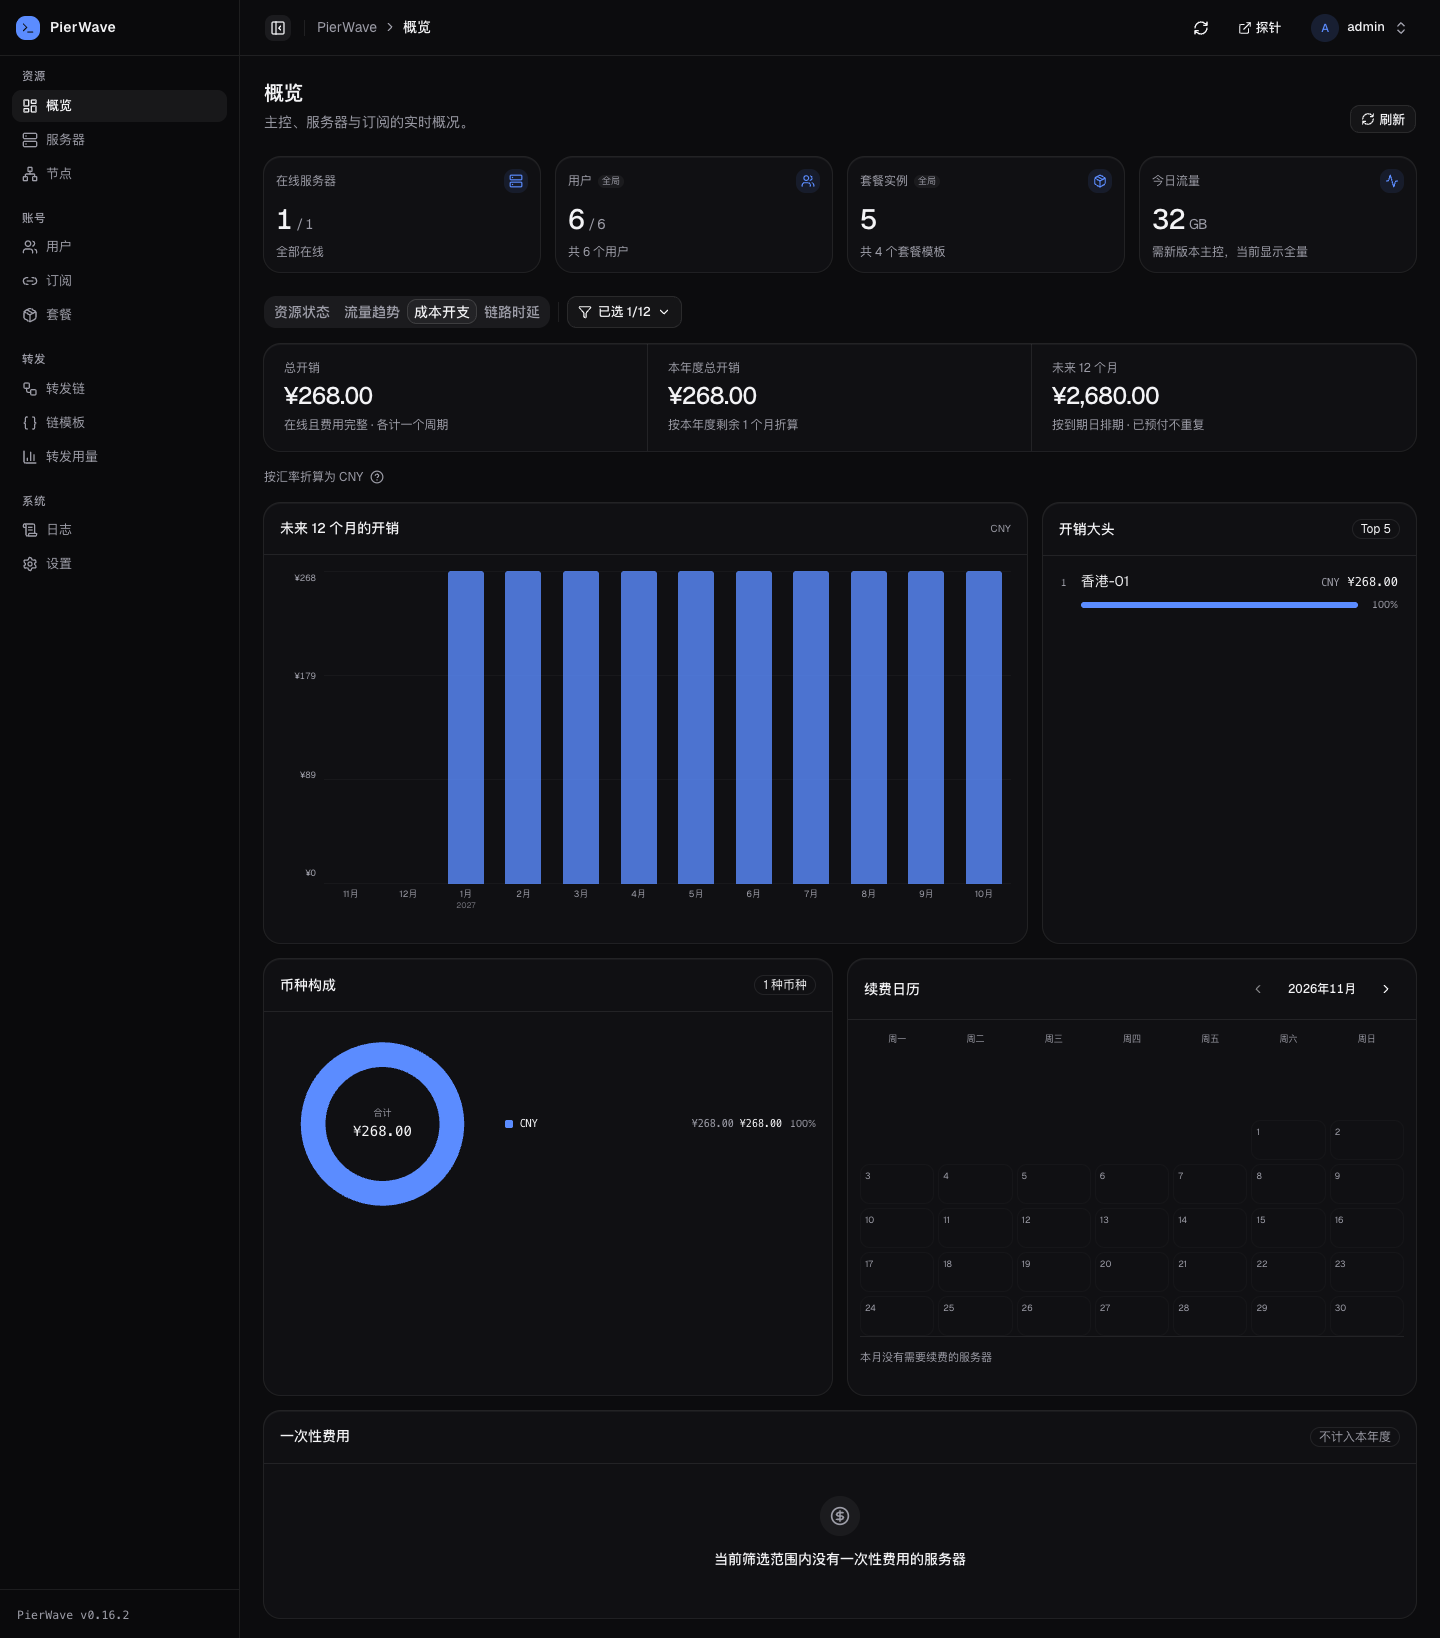 PierWave
PierWave > 概览
探针
A admin
资源
概览
服务器
节点
账号
用户
订阅
套餐
转发
转发链
链模板
转发用量
系统
日志
设置
PierWave v0.16.2
概览
主控、服务器与订阅的实时概况。
刷新
在线服务器
1 / 1
全部在线
用户 全局
6 / 6
共 6 个用户
套餐实例 全局
5
共 4 个套餐模板
今日流量
32 GB
需新版本主控，当前显示全量
资源状态 流量趋势 成本开支 链路时延 已选 1/12
总开销
¥268.00
在线且费用完整 · 各计一个周期
本年度总开销
¥268.00
按本年度剩余 1 个月折算
未来 12 个月
¥2,680.00
按到期日排期 · 已预付不重复
按汇率折算为 CNY
未来 12 个月的开销 CNY
¥268
¥179
¥89
¥0
11月 12月 1月 2月 3月 4月 5月 6月 7月 8月 9月 10月
2027
开销大头 Top 5
1 香港-01 CNY ¥268.00
100%
币种构成 1 种币种
合计
¥268.00
CNY ¥268.00 ¥268.00 100%
续费日历 2026年11月
周一 周二 周三 周四 周五 周六 周日
1 2
3 4 5 6 7 8 9
10 11 12 13 14 15 16
17 18 19 20 21 22 23
24 25 26 27 28 29 30
本月没有需要续费的服务器
一次性费用 不计入本年度
当前筛选范围内没有一次性费用的服务器